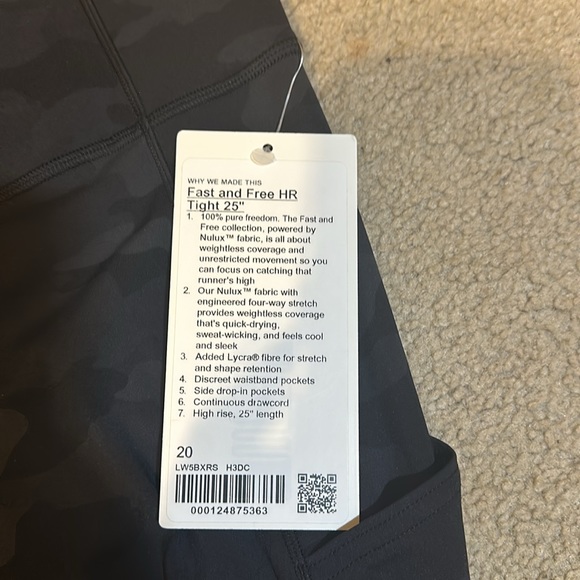 WHY WE MADE THIS
Fast and Free HR
Tight 25"
1. 100% pure freedom. The Fast and
Free collection, powered by
Nulux™ fabric, is all about
weightless coverage and
unrestricted movement so you
can focus on catching that
runner's high
2. Our Nulux™ fabric with
engineered four-way stretch
provides weightless coverage
that's quick-drying,
sweat-wicking, and feels cool
and sleek
3. Added Lycra® fibre for stretch
and shape retention
4. Discreet waistband pockets
5. Side drop-in pockets
6. Continuous drawcord
7. High rise, 25" length
20
LW5BXRS H3DC
000124875363